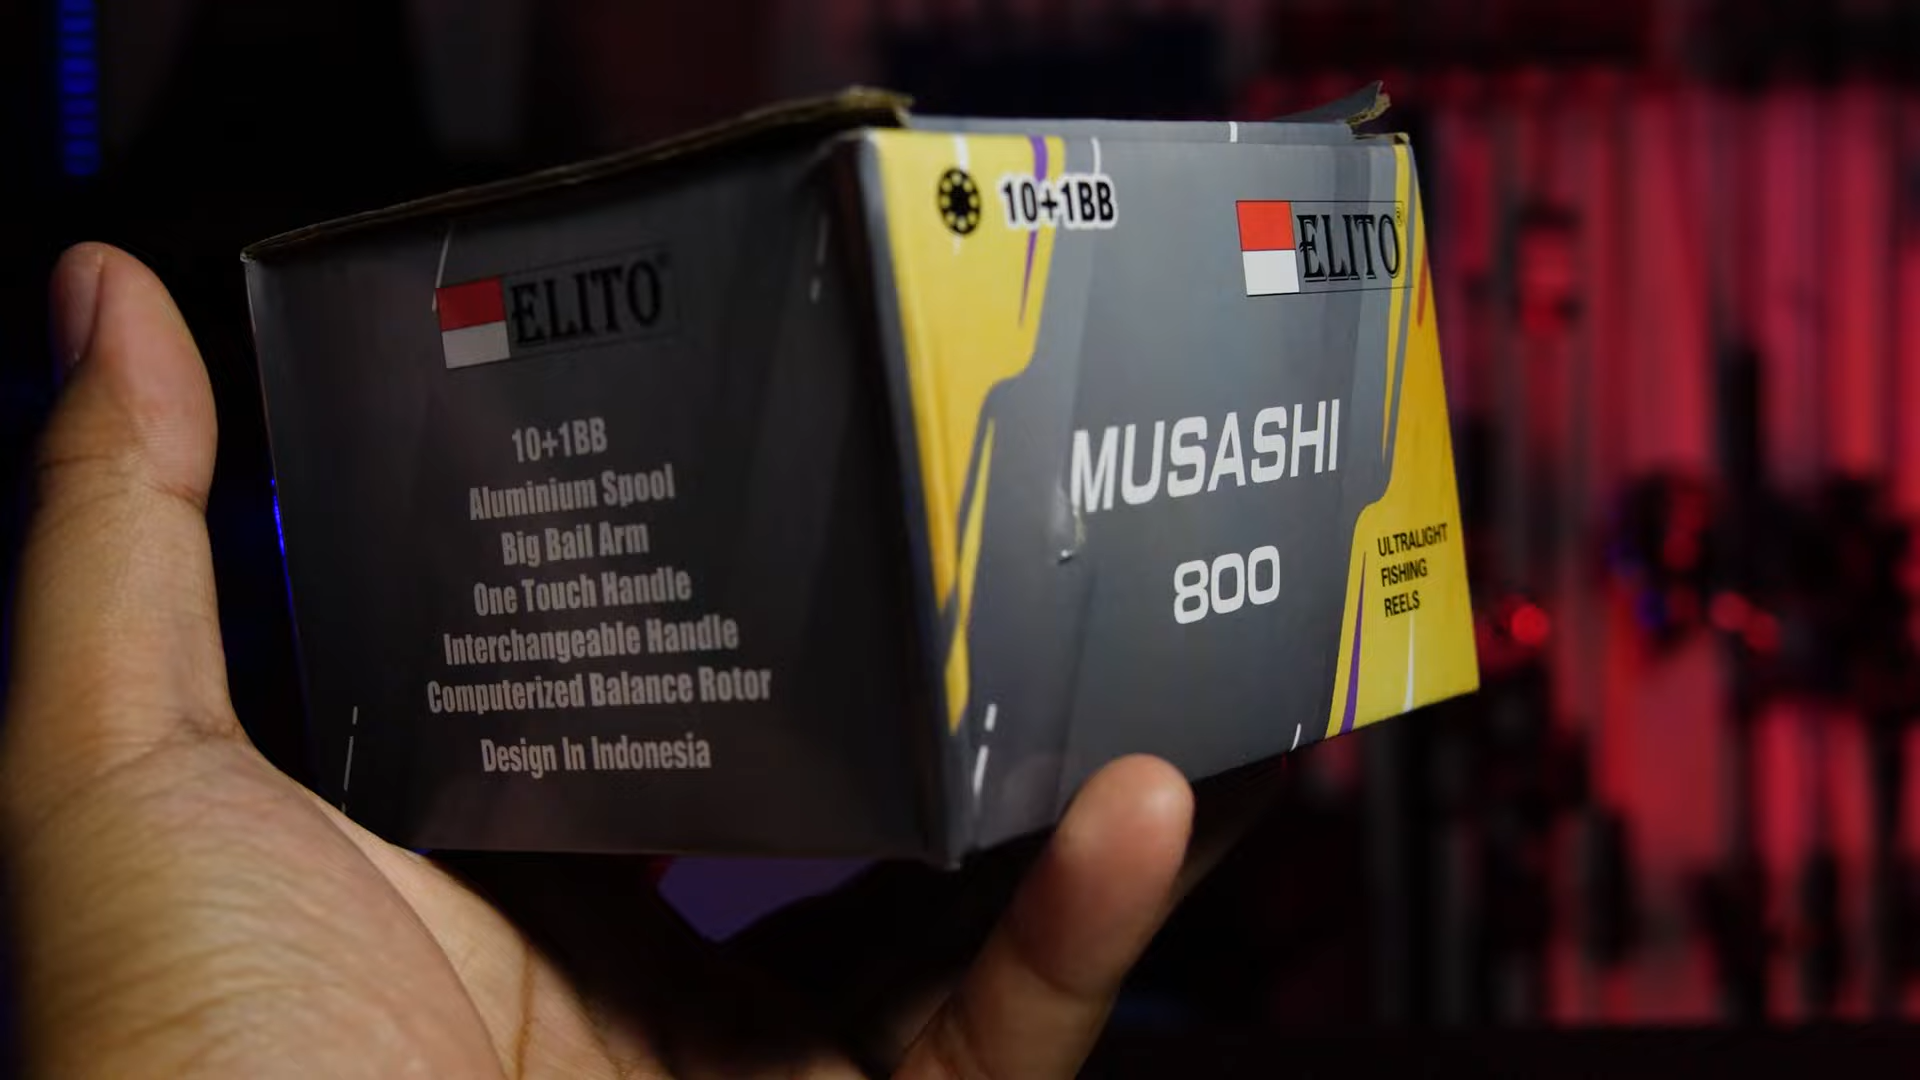 ELITO
10+1BB
Aluminium Spool
Big Bail Arm
One Touch Handle
Interchangeable Handle
Computerized Balance Rotor
Design In Indonesia
10+1BB
ELITO®
MUSASHI
800
ULTRALIGHT
FISHING
REELS